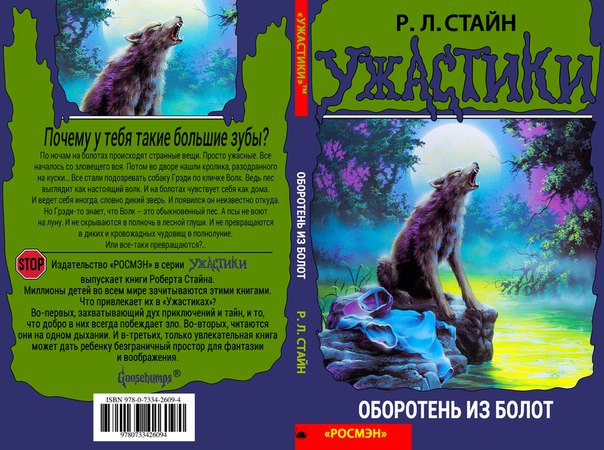 Почему у тебя такие большие зубы?
По ночам на болотах происходят странные вещи. Просто ужасные. Все
началось со зловещего воя. Потом во дворе нашли кролика, разодранного
на куски... Все стали подозревать собаку Грэди по кличке Волк. Ведь пес
выглядит как настоящий волк. И на болотах чувствует себя как дома.
И ведет себя иногда, словно дикий зверь. И появился он неизвестно откуда.
Но Грэди-то знает, что Волк – это обыкновенный пес. А псы не воют
на луну. И не скрываются в полночь в лесной глуши. И не превращаются
в диких и кровожадных чудовищ в полнолуние.
Или все-таки превращаются?..
STOP
Издательство «РОСМЭН» в серии УЖАСТИКИ
выпускает книги Роберта Стайна.
Миллионы детей во всем мире зачитываются этими книгами.
Что привлекает их в «Ужастиках»?
Во-первых, захватывающий дух приключений и тайн, и то,
что добро в них всегда побеждает зло. Во-вторых, читаются
они на одном дыхании. И в-третьих, только увлекательная книга
может дать ребенку безграничный простор для фантазии
и воображения.
Goosebumps®
ISBN 978-0-7334-2609-4
9780733426094
«УЖАСТИКИ»™
ОБОРОТЕНЬ ИЗ БОЛОТ
Р. Л. СТАЙН
Р. Л. СТАЙН
УЖАСТИКИ
ОБОРОТЕНЬ ИЗ БОЛОТ
«РОСМЭН»